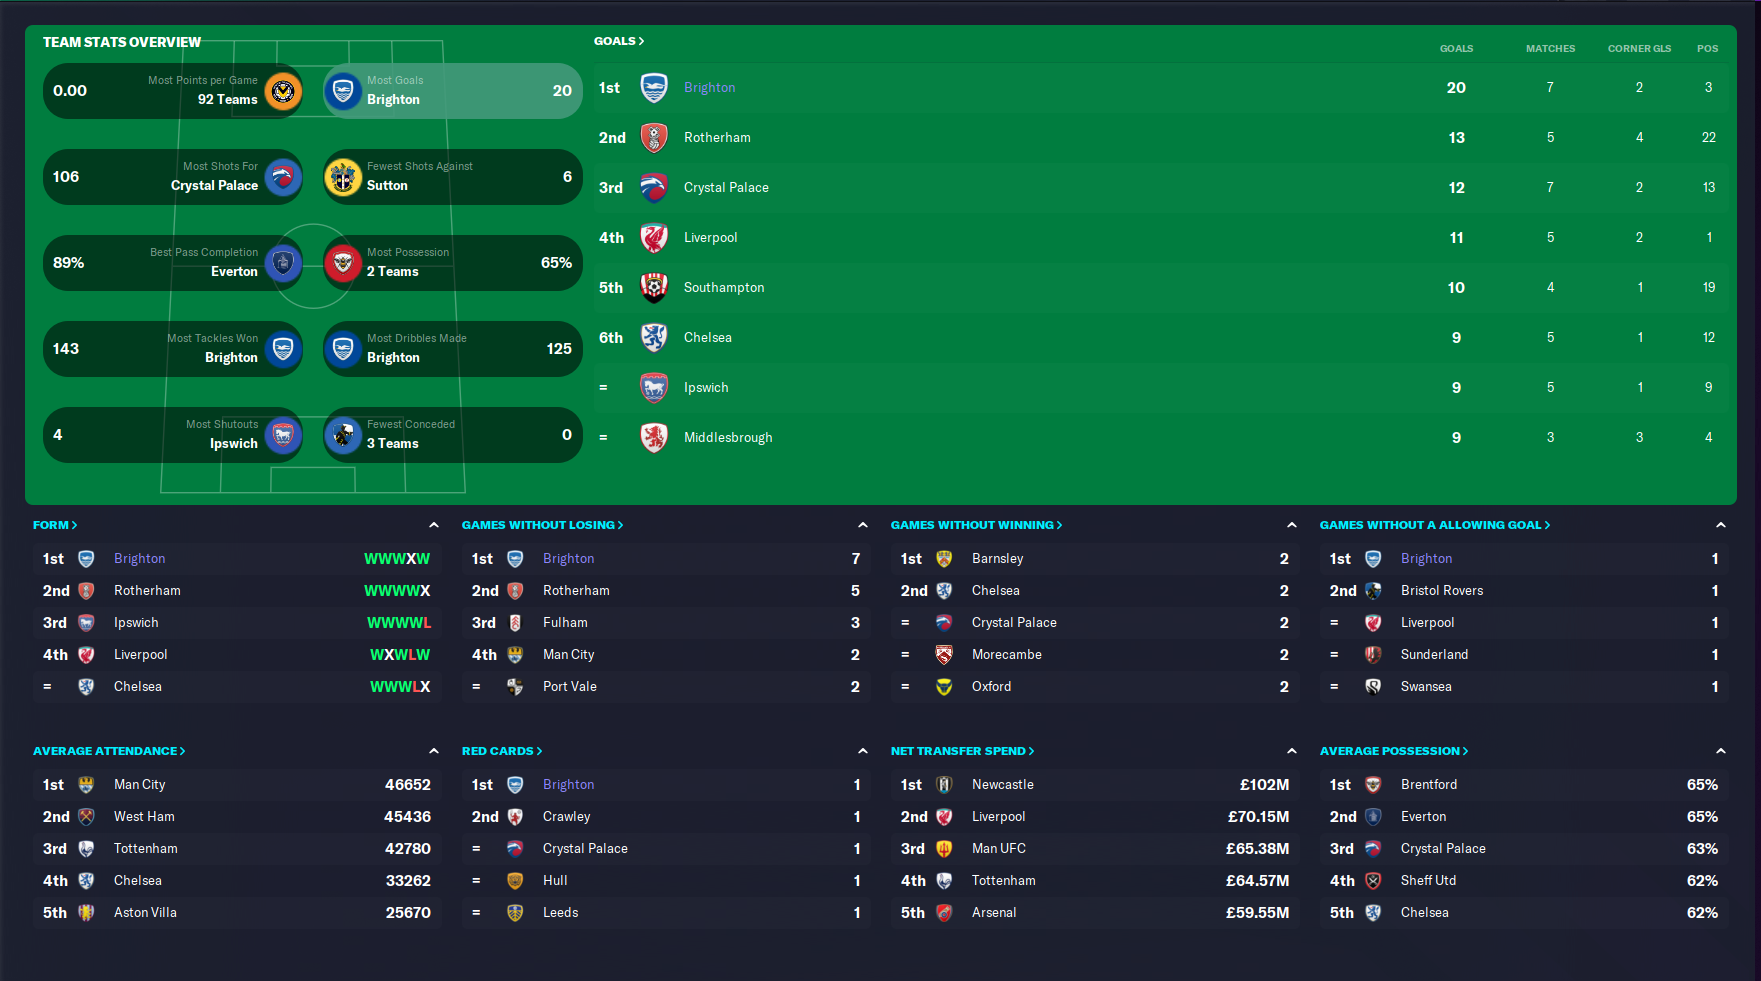 TEAM STATS OVERVIEW
0.00 Most Points per Game 92 Teams
Most Goals Brighton 20
106 Most Shots For Crystal Palace
Fewest Shots Against Sutton 6
89% Best Pass Completion Everton
Most Possession 2 Teams 65%
143 Most Tackles Won Brighton
Most Dribbles Made Brighton 125
4 Most Shutouts Ipswich
Fewest Conceded 3 Teams 0
GOALS > GOALS MATCHES CORNER GLS POS
1st Brighton 20 7 2 3
2nd Rotherham 13 5 4 22
3rd Crystal Palace 12 7 2 13
4th Liverpool 11 5 2 1
5th Southampton 10 4 1 19
6th Chelsea 9 5 1 12
= Ipswich 9 5 1 9
= Middlesbrough 9 3 3 4
FORM >
1st Brighton WWWXW
2nd Rotherham WWWWX
3rd Ipswich WWWWL
4th Liverpool WXWLW
= Chelsea WWWLX
GAMES WITHOUT LOSING >
1st Brighton 7
2nd Rotherham 5
3rd Fulham 3
4th Man City 2
= Port Vale 2
GAMES WITHOUT WINNING >
1st Barnsley 2
2nd Chelsea 2
= Crystal Palace 2
= Morecambe 2
= Oxford 2
GAMES WITHOUT A ALLOWING GOAL >
1st Brighton 1
2nd Bristol Rovers 1
= Liverpool 1
= Sunderland 1
= Swansea 1
AVERAGE ATTENDANCE >
1st Man City 46652
2nd West Ham 45436
3rd Tottenham 42780
4th Chelsea 33262
5th Aston Villa 25670
RED CARDS >
1st Brighton 1
2nd Crawley 1
= Crystal Palace 1
= Hull 1
= Leeds 1
NET TRANSFER SPEND >
1st Newcastle £102M
2nd Liverpool £70.15M
3rd Man UFC £65.38M
4th Tottenham £64.57M
5th Arsenal £59.55M
AVERAGE POSSESSION >
1st Brentford 65%
2nd Everton 65%
3rd Crystal Palace 63%
4th Sheff Utd 62%
5th Chelsea 62%